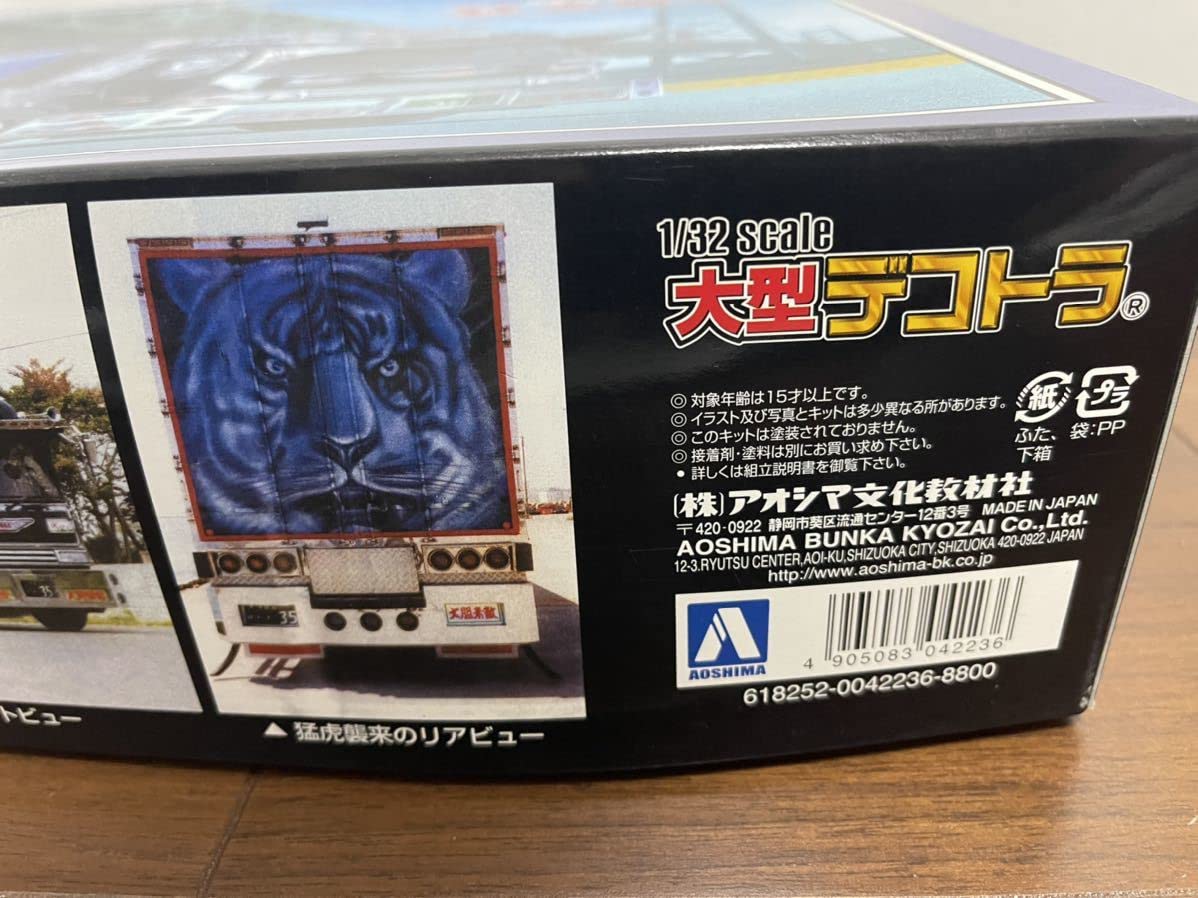 1/32 scale
大型デコトラ®
◎ 対象年齢は15才以上です。
◎ イラスト及び写真とキットは多少異なる所があります。
◎ このキットは塗装されておりません。
◎ 接着剤・塗料は別にお買い求め下さい。
• 詳しくは組立説明書を御覧下さい。
紙 プラ
ふた、袋:PP
下箱
(株)アオシマ文化教材社
〒420-0922 静岡市葵区流通センター12番3号 MADE IN JAPAN
AOSHIMA BUNKA KYOZAI Co.,Ltd.
12-3.RYUTSU CENTER,AOI-KU,SHIZUOKA CITY,SHIZUOKA 420-0922 JAPAN
http://www.aoshima-bk.co.jp
AOSHIMA
4 905083 042236
618252-0042236-8800
35
35
トビュー
▲ 猛虎襲来のリアビュー